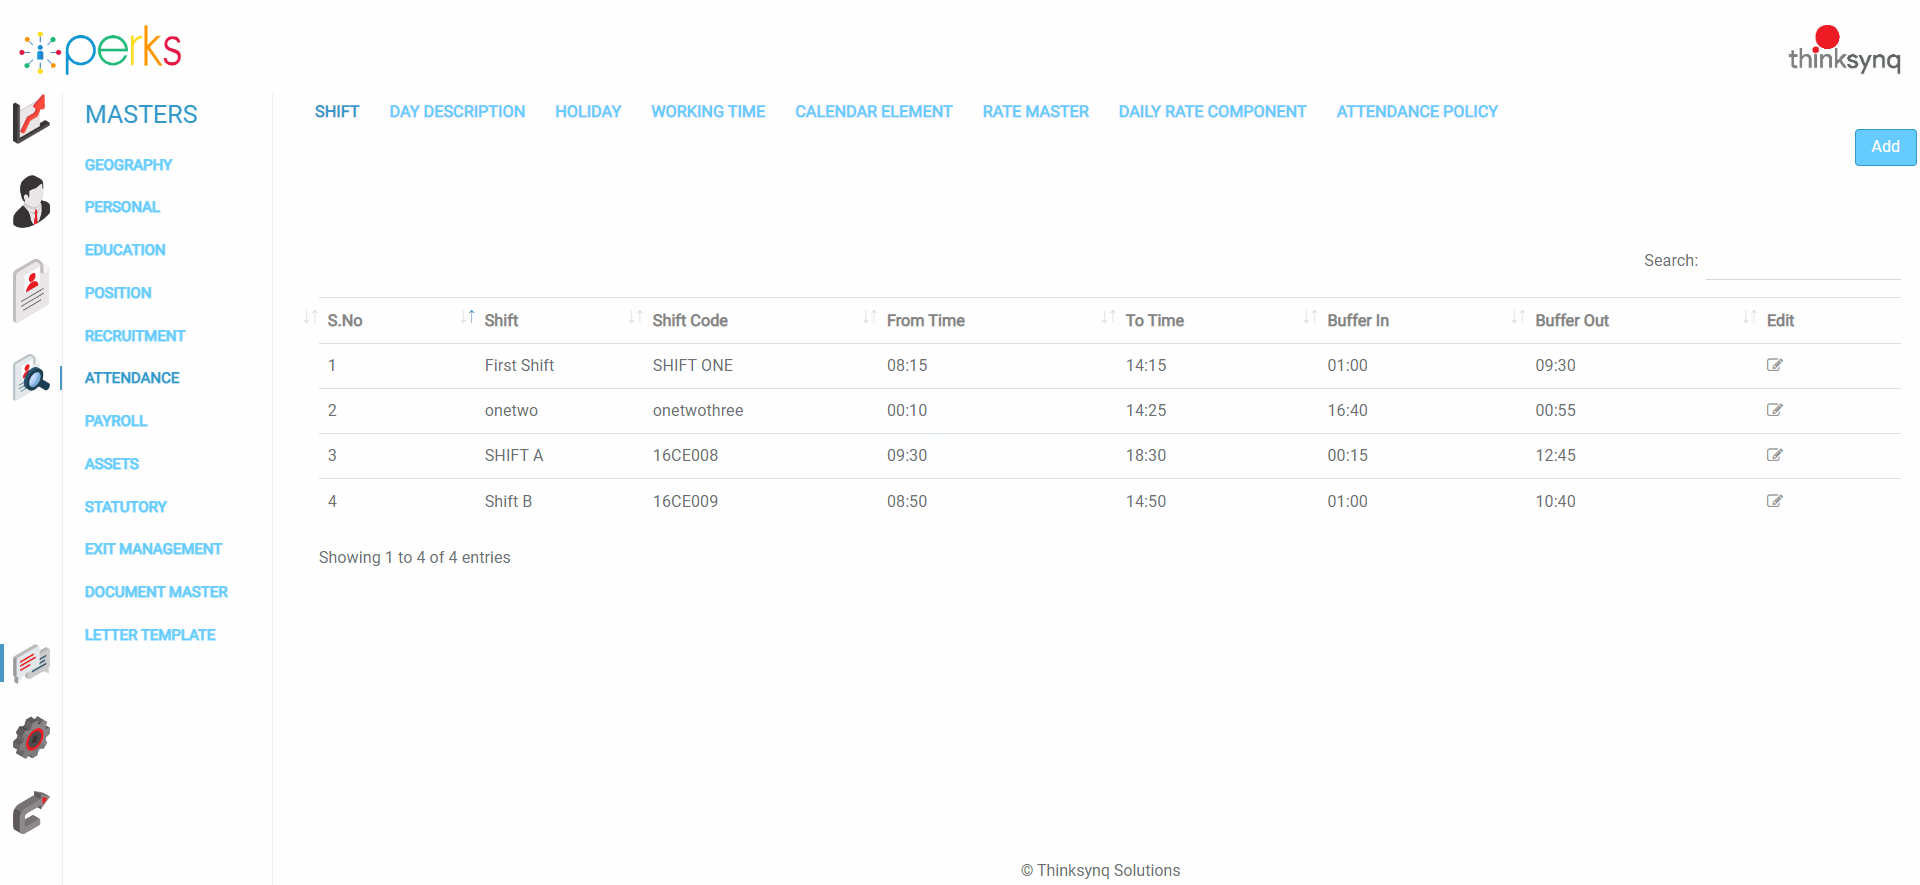 perks
thinksynq
MASTERS
GEOGRAPHY
PERSONAL
EDUCATION
POSITION
RECRUITMENT
ATTENDANCE
PAYROLL
ASSETS
STATUTORY
EXIT MANAGEMENT
DOCUMENT MASTER
LETTER TEMPLATE
SHIFT DAY DESCRIPTION HOLIDAY WORKING TIME CALENDAR ELEMENT RATE MASTER DAILY RATE COMPONENT ATTENDANCE POLICY
Add
Search:
S.No Shift Shift Code From Time To Time Buffer In Buffer Out Edit
1 First Shift SHIFT ONE 08:15 14:15 01:00 09:30
2 onetwo onetwothree 00:10 14:25 16:40 00:55
3 SHIFT A 16CE008 09:30 18:30 00:15 12:45
4 Shift B 16CE009 08:50 14:50 01:00 10:40
Showing 1 to 4 of 4 entries
© Thinksynq Solutions